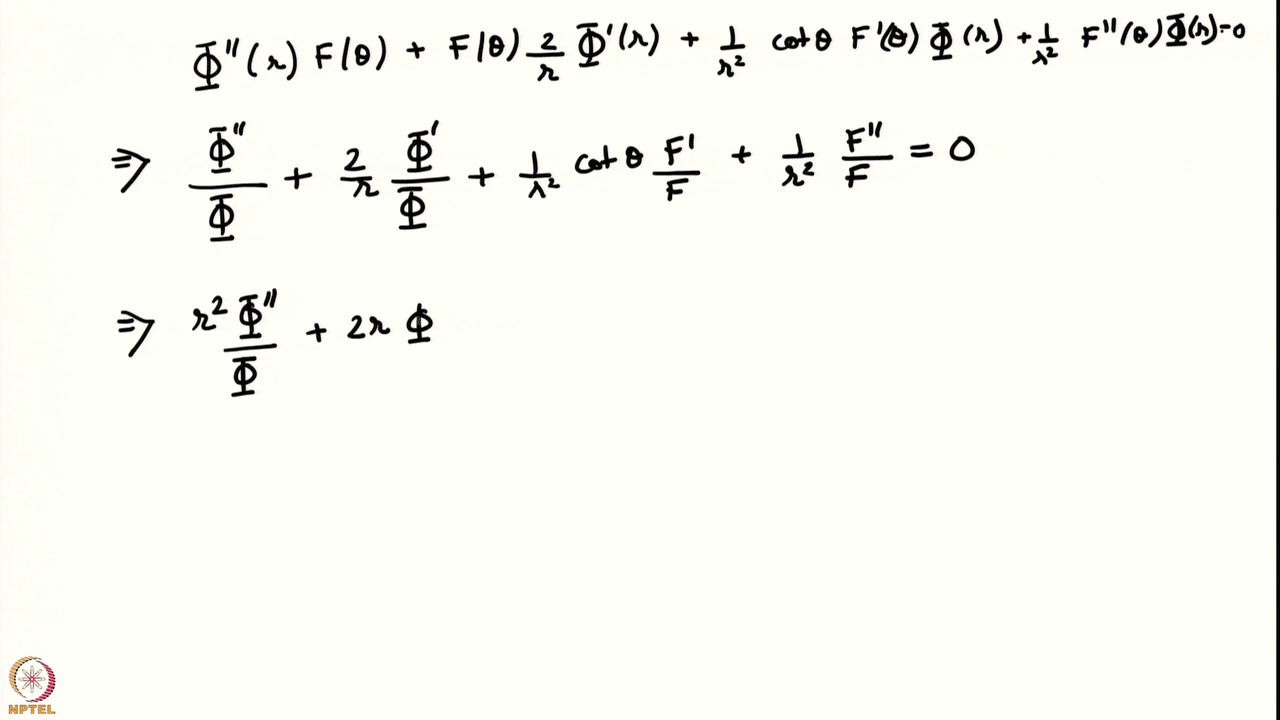 Φ''(r) F(θ) + F(θ) 2/r Φ'(r) + 1/r² cot θ F'(θ) Φ(r) + 1/r² F''(θ) Φ(r) = 0
⇒ Φ''/Φ + 2/r Φ'/Φ + 1/r² cot θ F'/F + 1/r² F''/F = 0
⇒ r² Φ''/Φ + 2r Φ
NPTEL